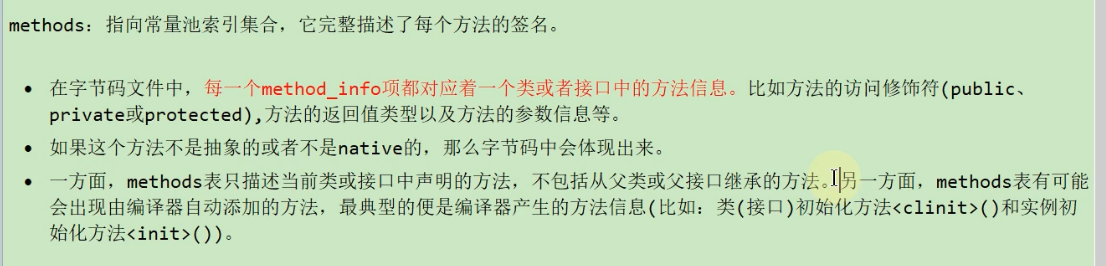 methods：指向常量池索引集合，它完整描述了每个方法的签名。
• 在字节码文件中，每一个method_info项都对应着一个类或者接口中的方法信息。比如方法的访问修饰符(public、
private或protected),方法的返回值类型以及方法的参数信息等。
• 如果这个方法不是抽象的或者不是native的，那么字节码中会体现出来。
• 一方面，methods表只描述当前类或接口中声明的方法，不包括从父类或父接口继承的方法。另一方面，methods表有可能
会出现由编译器自动添加的方法，最典型的便是编译器产生的方法信息(比如：类(接口)初始化方法<clinit>()和实例初
始化方法<init>())。